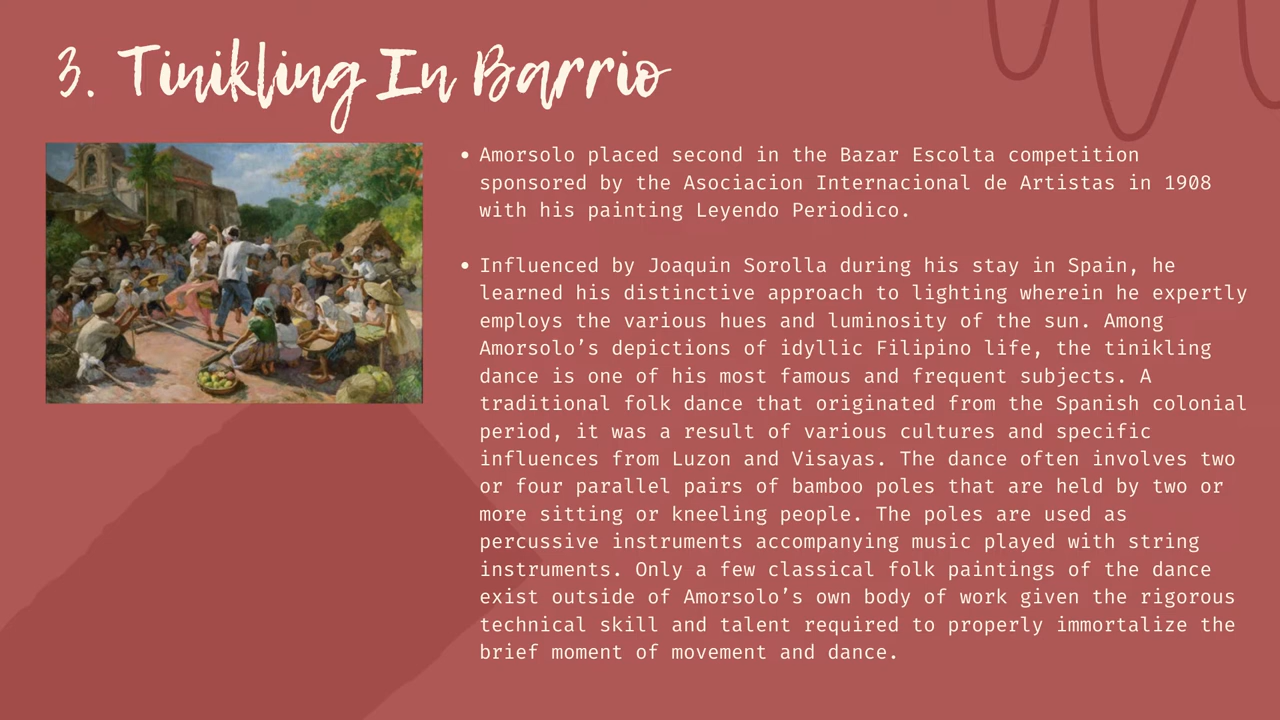 3. Tinikling In Barrio
• Amorsolo placed second in the Bazar Escolta competition
sponsored by the Asociacion Internacional de Artistas in 1908
with his painting Leyendo Periodico.
• Influenced by Joaquin Sorolla during his stay in Spain, he
learned his distinctive approach to lighting wherein he expertly
employs the various hues and luminosity of the sun. Among
Amorsolo’s depictions of idyllic Filipino life, the tinikling
dance is one of his most famous and frequent subjects. A
traditional folk dance that originated from the Spanish colonial
period, it was a result of various cultures and specific
influences from Luzon and Visayas. The dance often involves two
or four parallel pairs of bamboo poles that are held by two or
more sitting or kneeling people. The poles are used as
percussive instruments accompanying music played with string
instruments. Only a few classical folk paintings of the dance
exist outside of Amorsolo’s own body of work given the rigorous
technical skill and talent required to properly immortalize the
brief moment of movement and dance.